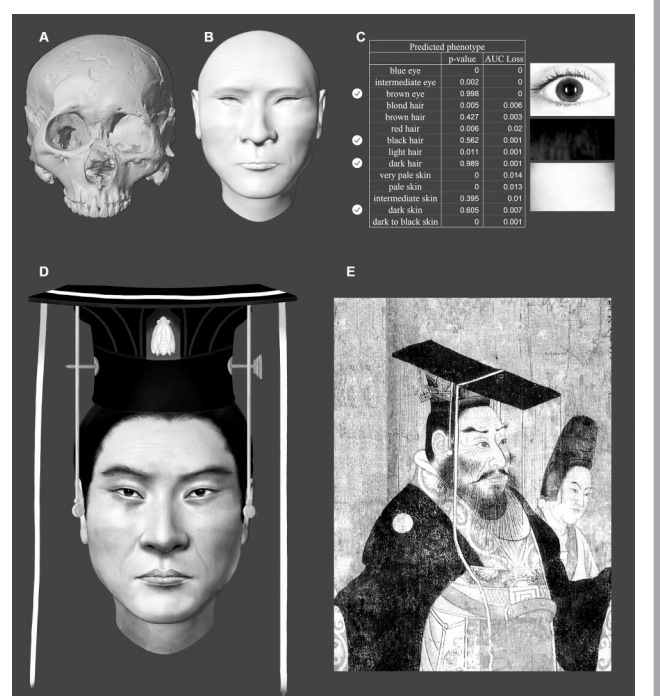 A
B
C
Predicted phenotype
p-value AUC Loss
blue eye 0 0
intermediate eye 0.002 0
brown eye 0.998 0
blond hair 0.005 0.006
brown hair 0.427 0.003
red hair 0.006 0.02
black hair 0.562 0.001
light hair 0.011 0.001
dark hair 0.989 0.001
very pale skin 0 0.014
pale skin 0 0.013
intermediate skin 0.395 0.01
dark skin 0.605 0.007
dark to black skin 0 0.001
D
E